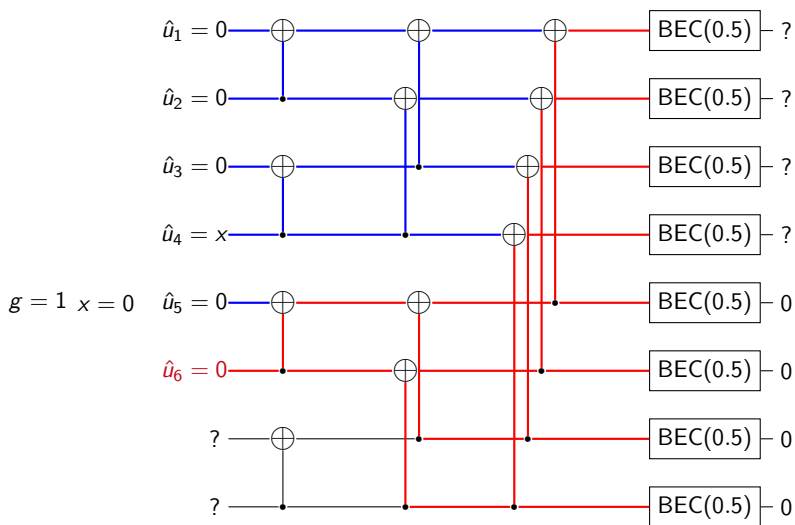 û₁ = 0 BEC(0.5) ?
û₂ = 0 BEC(0.5) ?
û₃ = 0 BEC(0.5) ?
û₄ = x BEC(0.5) ?
g = 1 x = 0 û₅ = 0 BEC(0.5) 0
û₆ = 0 BEC(0.5) 0
? BEC(0.5) 0
? BEC(0.5) 0